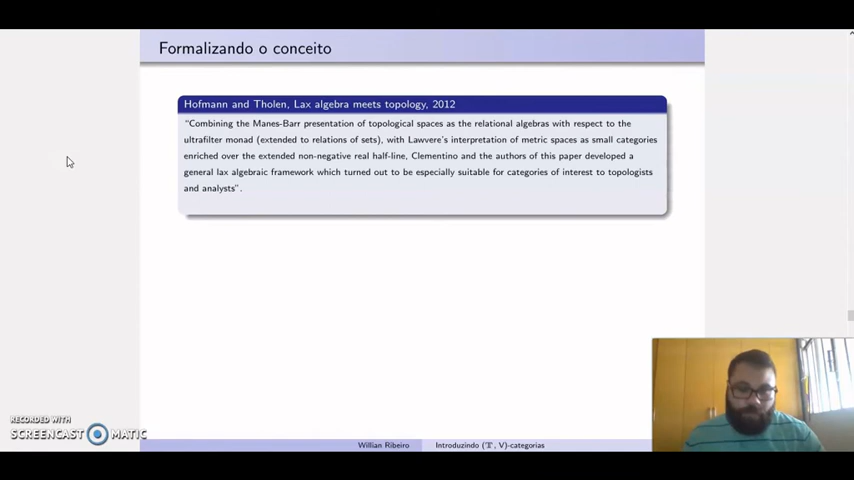 Formalizando o conceito
Hofmann and Tholen, Lax algebra meets topology, 2012
“Combining the Manes-Barr presentation of topological spaces as the relational algebras with respect to the
ultrafilter monad (extended to relations of sets), with Lawvere's interpretation of metric spaces as small categories
enriched over the extended non-negative real half-line, Clementino and the authors of this paper developed a
general lax algebraic framework which turned out to be especially suitable for categories of interest to topologists
and analysts”.
RECORDED WITH
SCREENCAST MATIC
Willian Ribeiro
Introduzindo (𝕋, V)-categorias